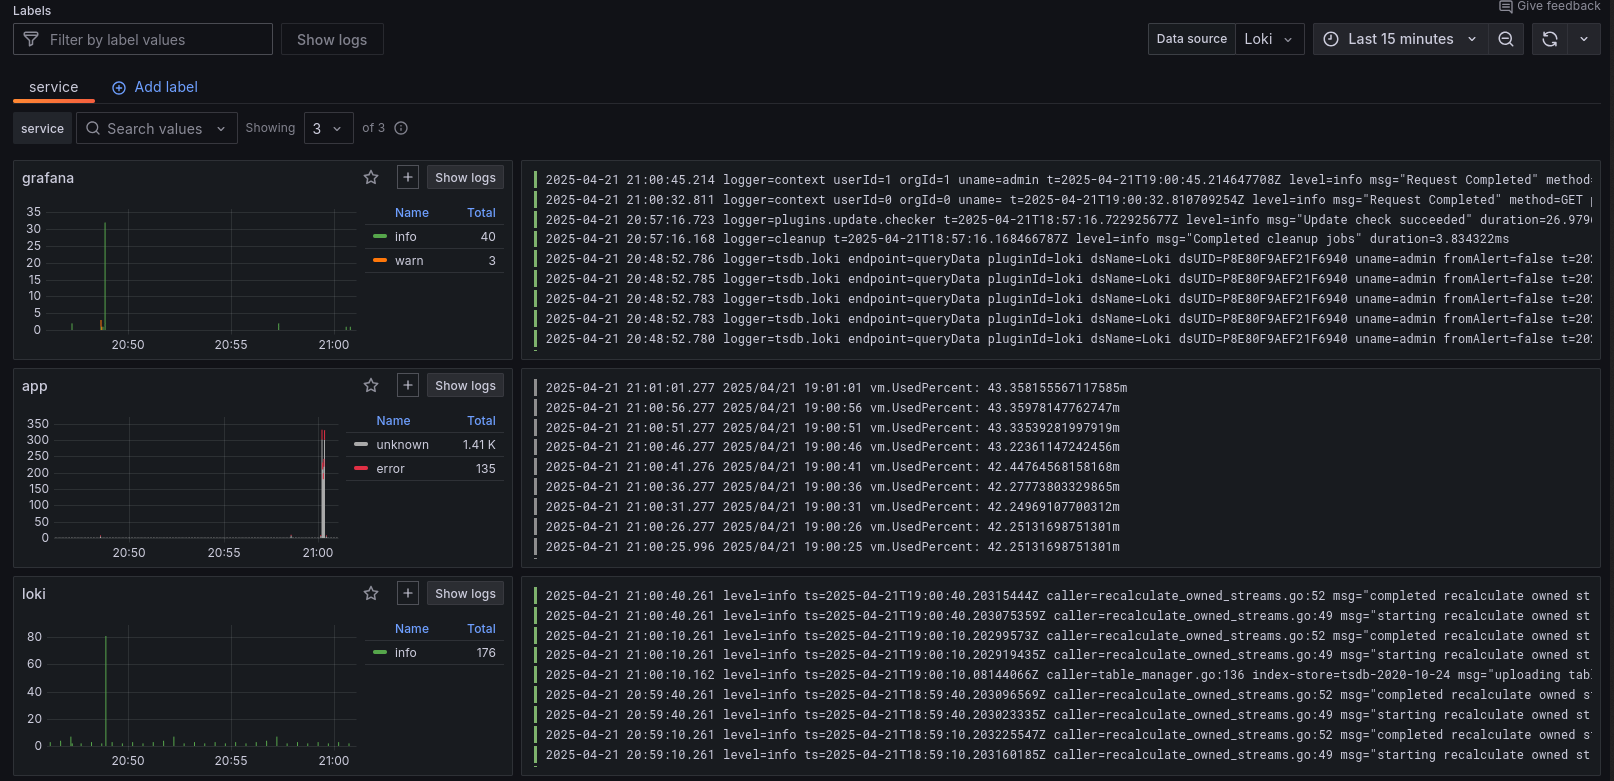 Labels
Give feedback
Filter by label values
Show logs
Data source
Loki
Last 15 minutes
service
Add label
service
Search values
Showing
3
of 3
grafana
Show logs
35
30
25
20
15
10
5
0
20:50
20:55
21:00
Name Total
info 40
warn 3
2025-04-21 21:00:45.214 logger=context userId=1 orgId=1 uname=admin t=2025-04-21T19:00:45.214647708Z level=info msg="Request Completed" method=
2025-04-21 21:00:32.811 logger=context userId=0 orgId=0 uname= t=2025-04-21T19:00:32.810709254Z level=info msg="Request Completed" method=GET
2025-04-21 20:57:16.723 logger=plugins.update.checker t=2025-04-21T18:57:16.722925677Z level=info msg="Update check succeeded" duration=26.979
2025-04-21 20:57:16.168 logger=cleanup t=2025-04-21T18:57:16.168466787Z level=info msg="Completed cleanup jobs" duration=3.834322ms
2025-04-21 20:48:52.786 logger=tsdb.loki endpoint=queryData pluginId=loki dsName=Loki dsUID=P8E80F9AEF21F6940 uname=admin fromAlert=false t=202
2025-04-21 20:48:52.785 logger=tsdb.loki endpoint=queryData pluginId=loki dsName=Loki dsUID=P8E80F9AEF21F6940 uname=admin fromAlert=false t=202
2025-04-21 20:48:52.783 logger=tsdb.loki endpoint=queryData pluginId=loki dsName=Loki dsUID=P8E80F9AEF21F6940 uname=admin fromAlert=false t=202
2025-04-21 20:48:52.783 logger=tsdb.loki endpoint=queryData pluginId=loki dsName=Loki dsUID=P8E80F9AEF21F6940 uname=admin fromAlert=false t=202
2025-04-21 20:48:52.780 logger=tsdb.loki endpoint=queryData pluginId=loki dsName=Loki dsUID=P8E80F9AEF21F6940 uname=admin fromAlert=false t=202
app
Show logs
350
300
250
200
150
100
50
0
20:50
20:55
21:00
Name Total
unknown 1.41 K
error 135
2025-04-21 21:01:01.277 2025/04/21 19:01:01 vm.UsedPercent: 43.358155567117585m
2025-04-21 21:00:56.277 2025/04/21 19:00:56 vm.UsedPercent: 43.35978147762747m
2025-04-21 21:00:51.277 2025/04/21 19:00:51 vm.UsedPercent: 43.33539281997919m
2025-04-21 21:00:46.277 2025/04/21 19:00:46 vm.UsedPercent: 43.22361147242456m
2025-04-21 21:00:41.276 2025/04/21 19:00:41 vm.UsedPercent: 42.44764568158168m
2025-04-21 21:00:36.277 2025/04/21 19:00:36 vm.UsedPercent: 42.27773803329865m
2025-04-21 21:00:31.277 2025/04/21 19:00:31 vm.UsedPercent: 42.24969107700312m
2025-04-21 21:00:26.277 2025/04/21 19:00:26 vm.UsedPercent: 42.25131698751301m
2025-04-21 21:00:25.996 2025/04/21 19:00:25 vm.UsedPercent: 42.25131698751301m
loki
Show logs
80
60
40
20
0
20:50
20:55
21:00
Name Total
info 176
2025-04-21 21:00:40.261 level=info ts=2025-04-21T19:00:40.20315444Z caller=recalculate_owned_streams.go:52 msg="completed recalculate owned st
2025-04-21 21:00:40.261 level=info ts=2025-04-21T19:00:40.203075359Z caller=recalculate_owned_streams.go:49 msg="starting recalculate owned st
2025-04-21 21:00:10.261 level=info ts=2025-04-21T19:00:10.20299573Z caller=recalculate_owned_streams.go:52 msg="completed recalculate owned st
2025-04-21 21:00:10.261 level=info ts=2025-04-21T19:00:10.202919435Z caller=recalculate_owned_streams.go:49 msg="starting recalculate owned st
2025-04-21 21:00:10.162 level=info ts=2025-04-21T19:00:10.08144066Z caller=table_manager.go:136 index-store=tsdb-2020-10-24 msg="uploading tab
2025-04-21 20:59:40.261 level=info ts=2025-04-21T18:59:40.203096569Z caller=recalculate_owned_streams.go:52 msg="completed recalculate owned s
2025-04-21 20:59:40.261 level=info ts=2025-04-21T18:59:40.203023335Z caller=recalculate_owned_streams.go:49 msg="starting recalculate owned st
2025-04-21 20:59:10.261 level=info ts=2025-04-21T18:59:10.203225547Z caller=recalculate_owned_streams.go:52 msg="completed recalculate owned s
2025-04-21 20:59:10.261 level=info ts=2025-04-21T18:59:10.203160185Z caller=recalculate_owned_streams.go:49 msg="starting recalculate owned st